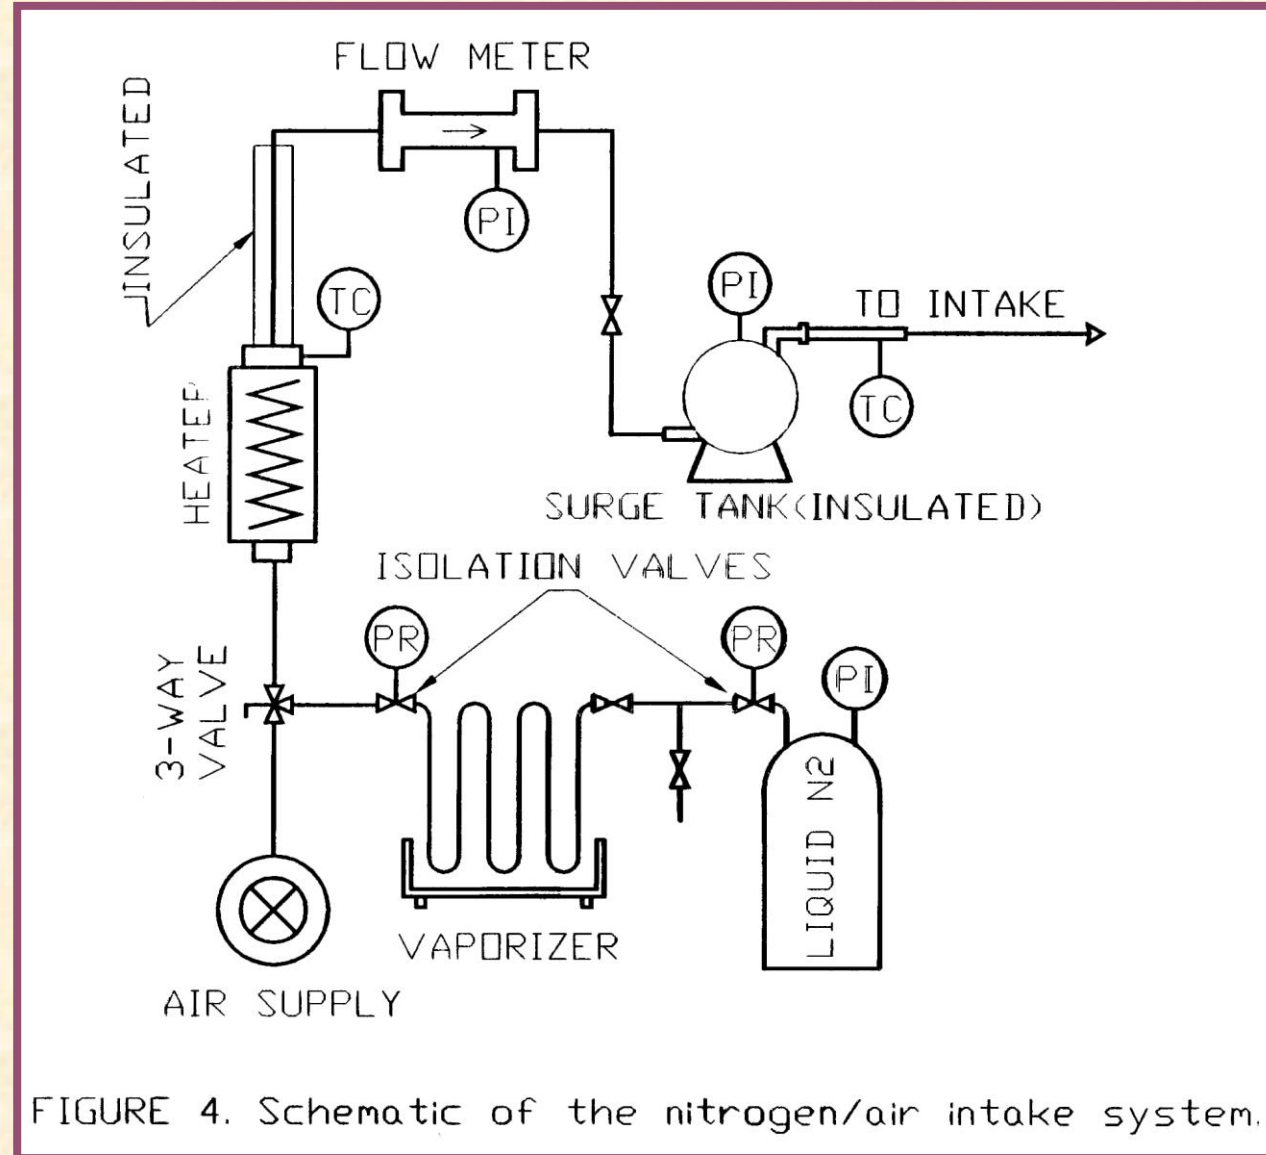 FLOW METER
INSULATED
PI
PI
TO INTAKE
TC
TC
HEATER
SURGE TANK(INSULATED)
ISOLATION VALVES
PR
PR
PI
3-WAY
VALVE
LIQUID N2
VAPORIZER
AIR SUPPLY
FIGURE 4. Schematic of the nitrogen/air intake system.